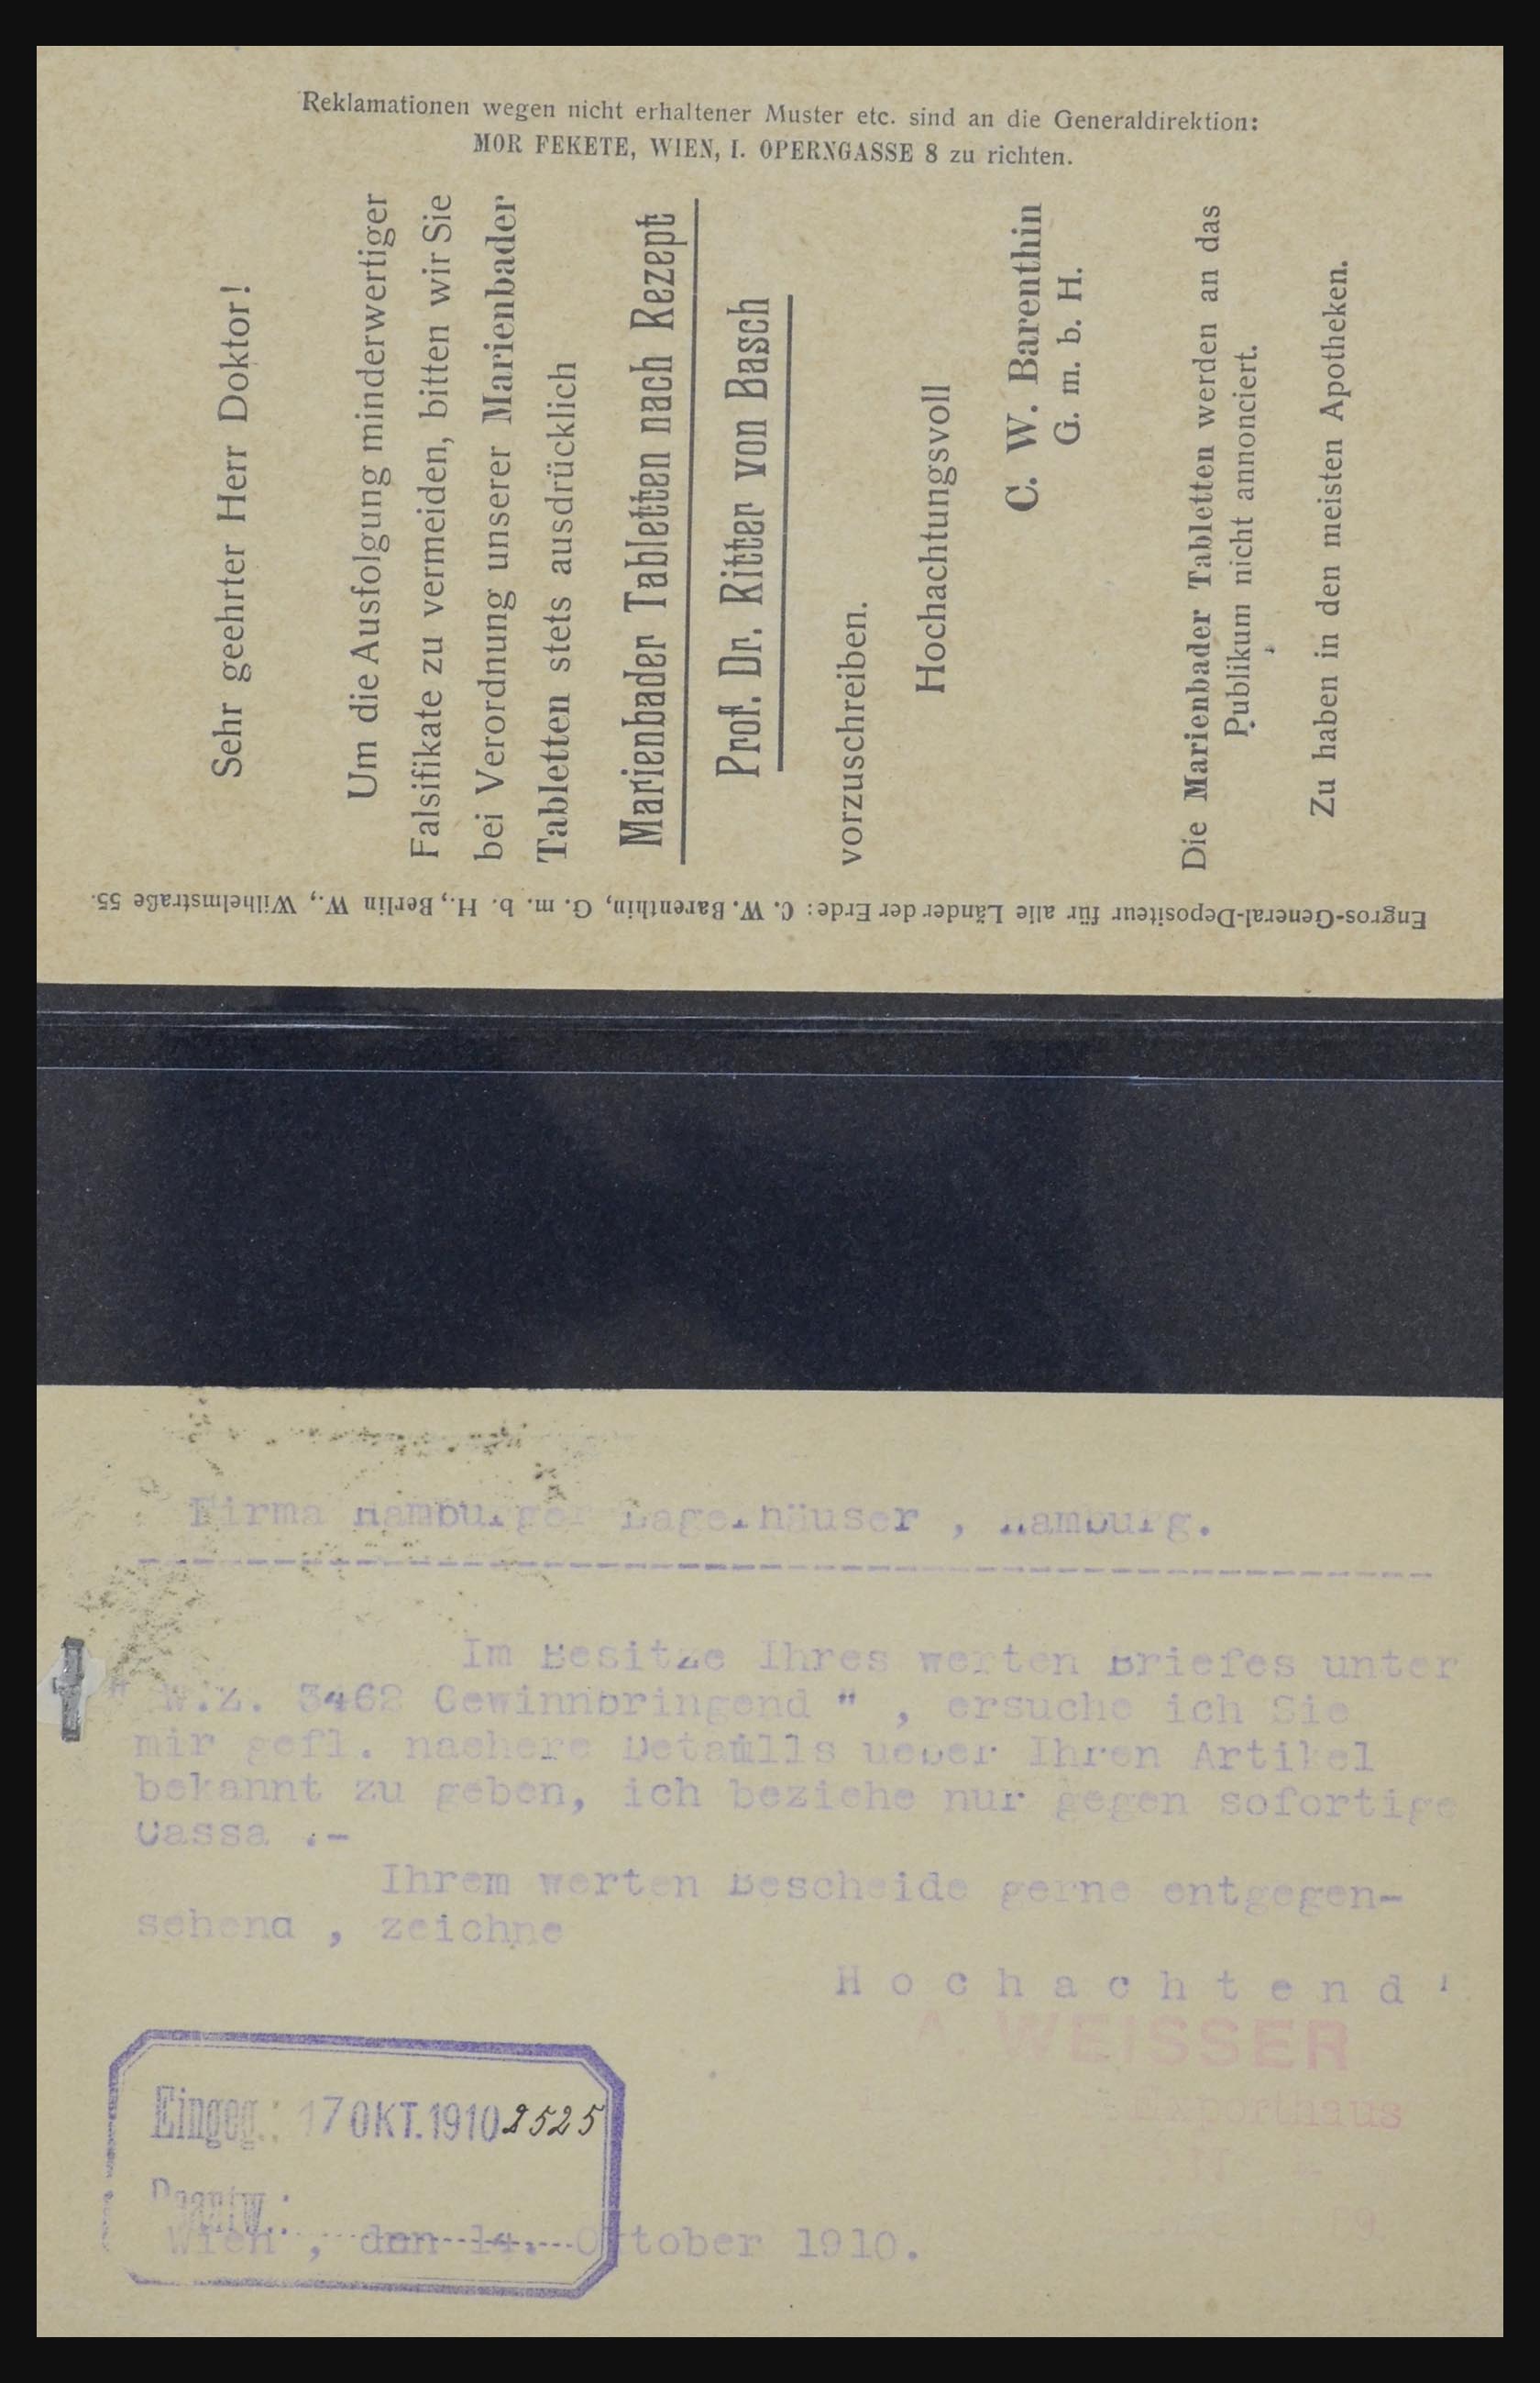 Reklamationen wegen nicht erhaltener Muster etc. sind an die Generaldirektion:
MOR FEKETE, WIEN, I. OPERNGASSE 8 zu richten.
Sehr geehrter Herr Doktor!
Um die Ausfolgung minderwertiger
Falsifikate zu vermeiden, bitten wir Sie
bei Verordnung unserer Marienbader
Tabletten stets ausdrücklich
Marienbader Tabletten nach Rezept
Prof. Dr. Ritter von Basch
vorzuschreiben.
Hochachtungsvoll
C. W. Barenthin
G. m. b. H.
Die Marienbader Tabletten werden an das
Publikum nicht annonciert.
Zu haben in den meisten Apotheken.
Engros-General-Depositeur für alle Länder der Erde: C. W. Barenthin, G. m. b. H., Berlin W., Wilhelmstraße 55.
Firma Hamburger Lagerhäuser , Hamburg.
Im Besitze Ihres werten Briefes unter
" W.Z. 3462 Gewinnbringend " , ersuche ich Sie
mir gefl. naehere Detaills ueber Ihren Artikel
bekannt zu geben, ich beziehe nur gegen sofortige
Cassa .-
Ihrem werten Bescheide gerne entgegen-
sehend , zeichne
Hochachtend
A. WEISSER
Eingeg.: 17 OKT. 1910 2525
Beantw.:
Wien , den 14. Oktober 1910.